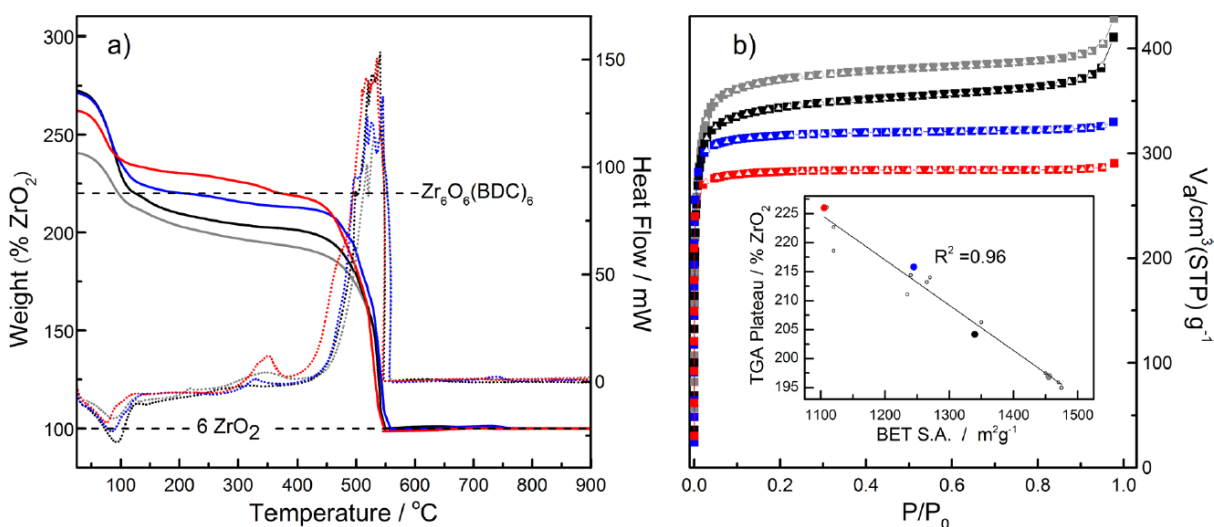 a)
300
250
200
150
100
Weight (% ZrO₂)
Zr₆O₆(BDC)₆
6 ZrO₂
100 200 300 400 500 600 700 800 900
Temperature / °C
150
100
50
0
Heat Flow / mW
b)
400
300
200
100
0
Vₐ/cm³(STP) g⁻¹
0.0 0.2 0.4 0.6 0.8 1.0
P/P₀
225
220
215
210
205
200
195
TGA Plateau / % ZrO₂
R² =0.96
1100 1200 1300 1400 1500
BET S.A. / m²g⁻¹